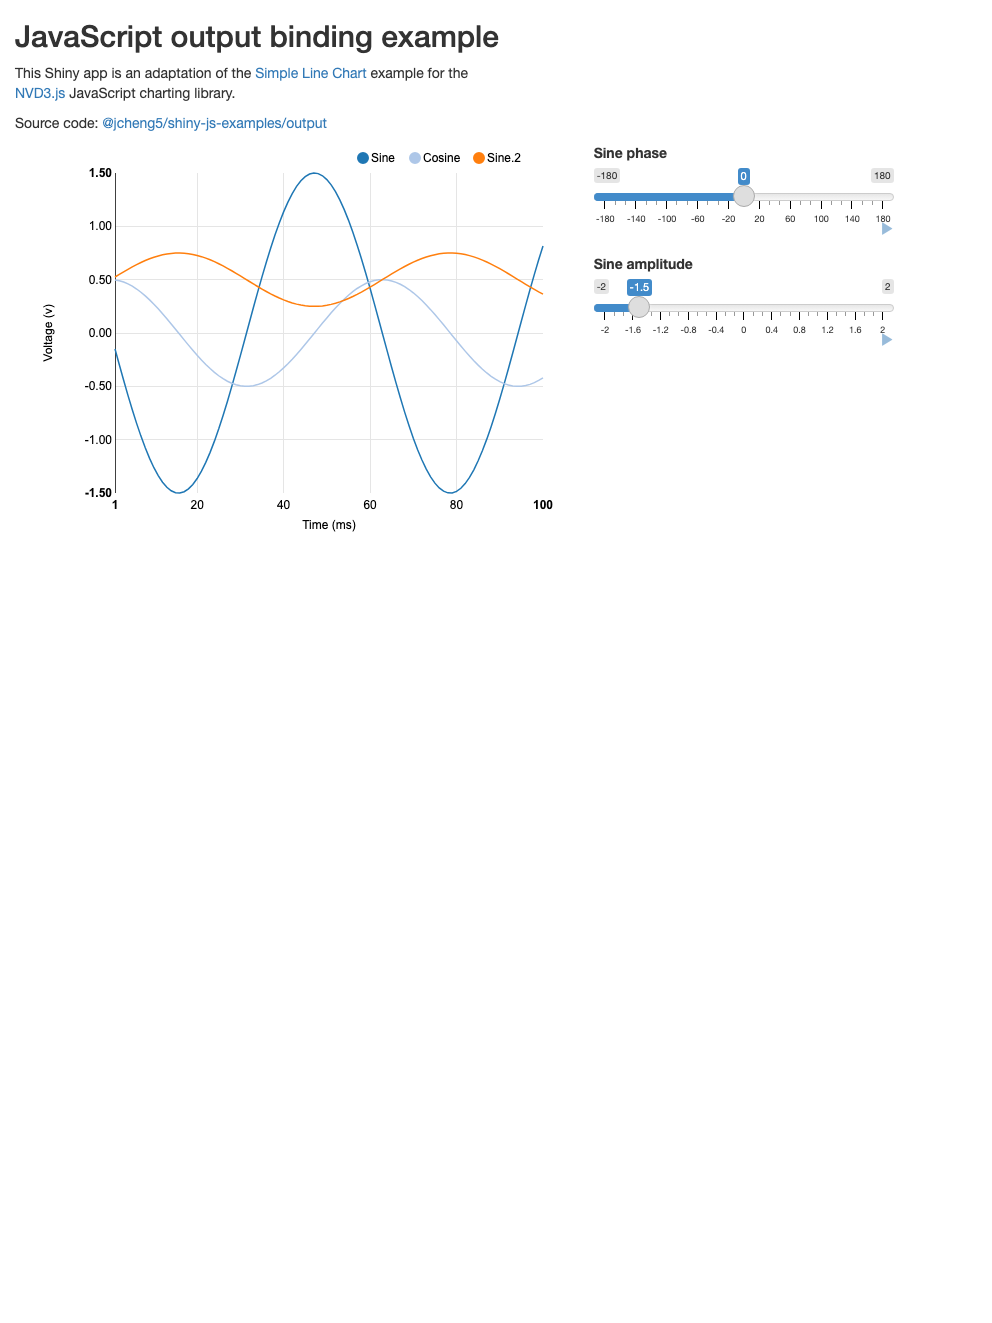 JavaScript output binding example
This Shiny app is an adaptation of the Simple Line Chart example for the
NVD3.js JavaScript charting library.
Source code: @jcheng5/shiny-js-examples/output
Sine Cosine Sine.2
1.50
1.00
0.50
0.00
-0.50
-1.00
-1.50
Voltage (v)
1 20 40 60 80 100
Time (ms)
Sine phase
-180 0 180
-180 -140 -100 -60 -20 20 60 100 140 180
Sine amplitude
-2 -1.5 2
-2 -1.6 -1.2 -0.8 -0.4 0 0.4 0.8 1.2 1.6 2